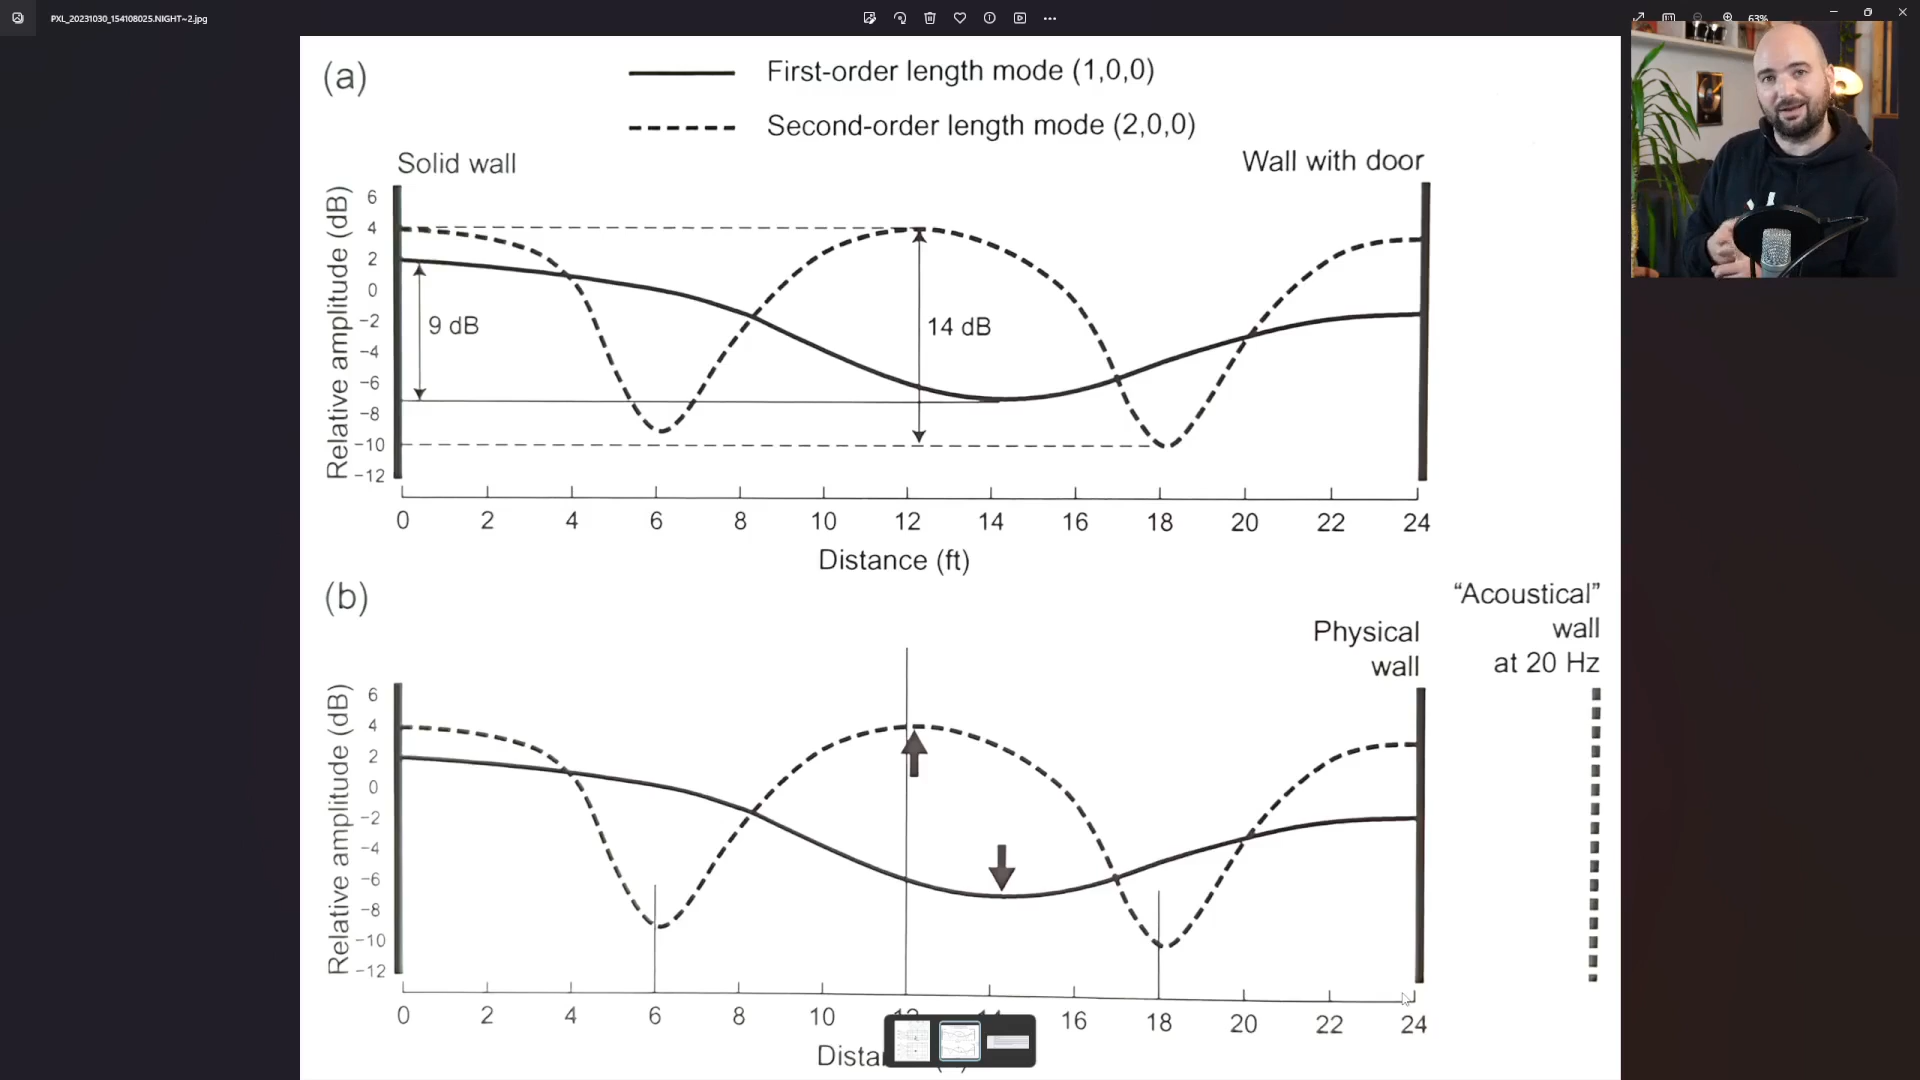 PXL_20231030_154108025.NIGHT~2.jpg
63%
(a)
First-order length mode (1,0,0)
Second-order length mode (2,0,0)
Solid wall
Wall with door
Relative amplitude (dB)
6
4
2
0
−2
−4
−6
−8
−10
−12
9 dB
14 dB
0 2 4 6 8 10 12 14 16 18 20 22 24
Distance (ft)
(b)
Physical
wall
“Acoustical”
wall
at 20 Hz
Relative amplitude (dB)
6
4
2
0
−2
−4
−6
−8
−10
−12
0 2 4 6 8 10 16 18 20 22 24